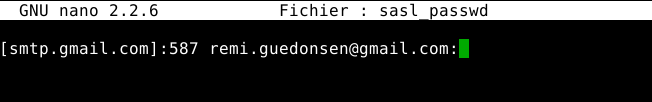 GNU nano 2.2.6 Fichier : sasl_passwd
[smtp.gmail.com]:587 remi.guedonsen@gmail.com: